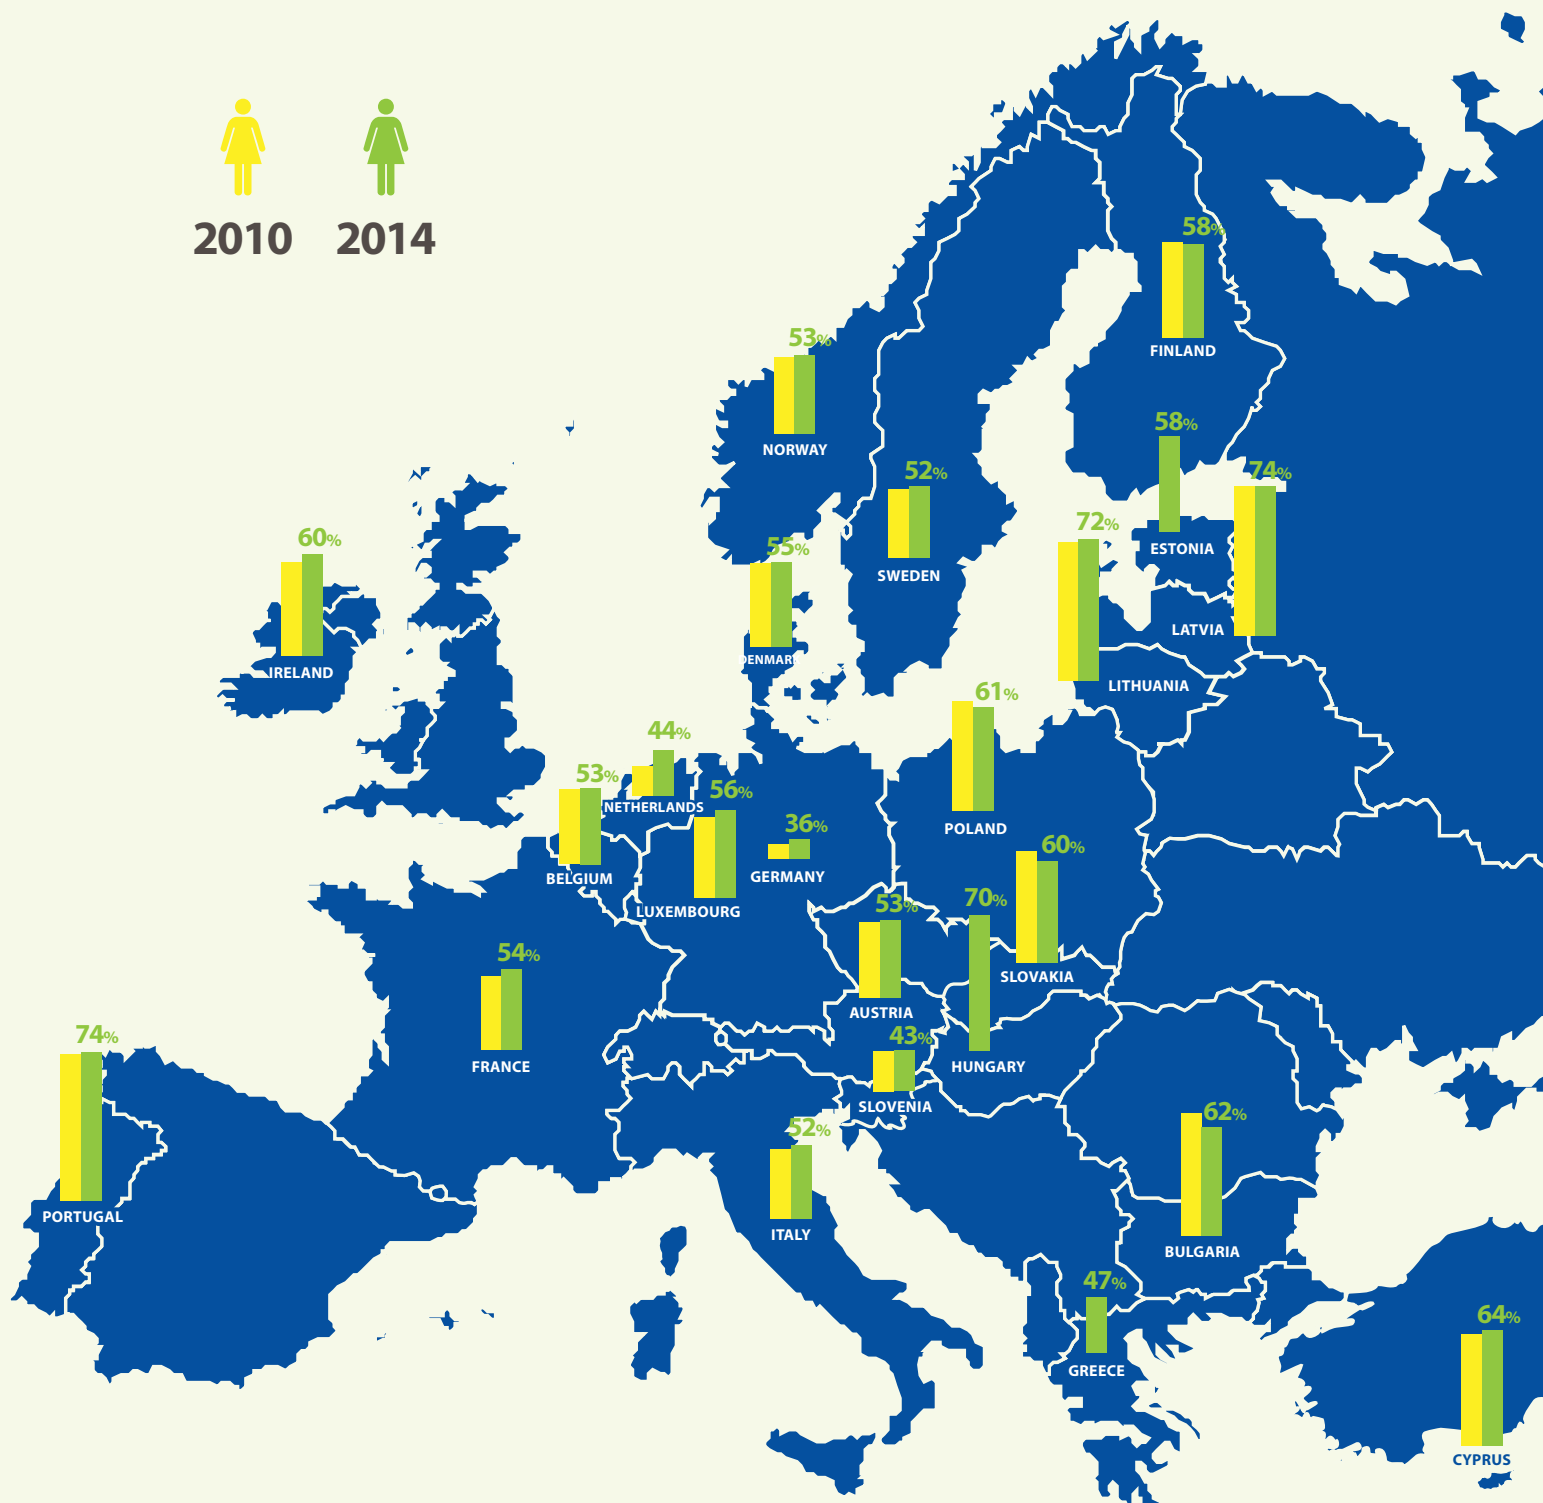 2010 2014
58%
FINLAND
53%
NORWAY
58%
ESTONIA
52%
SWEDEN
74%
LATVIA
72%
LITHUANIA
60%
IRELAND
55%
DENMARK
61%
POLAND
44%
NETHERLANDS
53%
BELGIUM
56%
LUXEMBOURG
36%
GERMANY
60%
SLOVAKIA
53%
AUSTRIA
70%
HUNGARY
54%
FRANCE
43%
SLOVENIA
74%
PORTUGAL
52%
ITALY
62%
BULGARIA
47%
GREECE
64%
CYPRUS